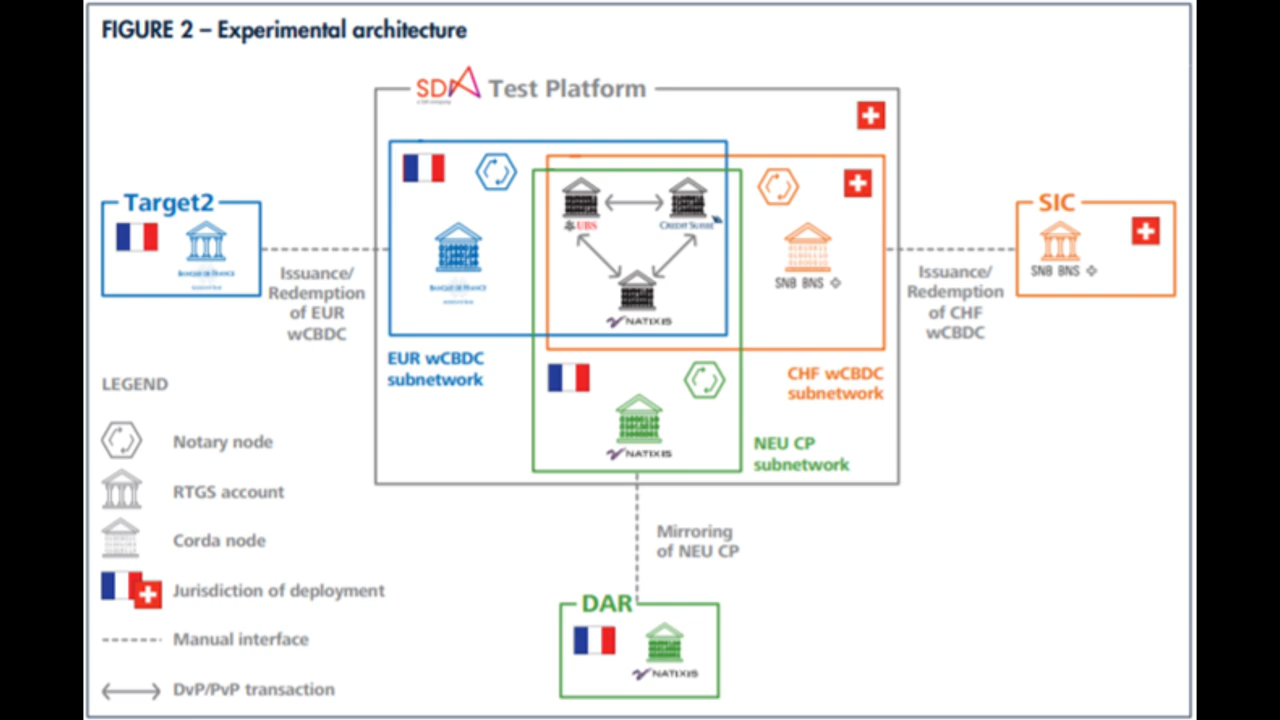 FIGURE 2 – Experimental architecture
SDX Test Platform
Target2
SIC
UBS
CREDIT SUISSE
BANQUE DE FRANCE
BANQUE DE FRANCE
SNB BNS
SNB BNS
NATIXIS
Issuance/
Redemption
of EUR
wCBDC
Issuance/
Redemption
of CHF
wCBDC
EUR wCBDC
subnetwork
CHF wCBDC
subnetwork
NATIXIS
NEU CP
subnetwork
LEGEND
Notary node
RTGS account
Corda node
Jurisdiction of deployment
Manual interface
DvP/PvP transaction
Mirroring
of NEU CP
DAR
NATIXIS